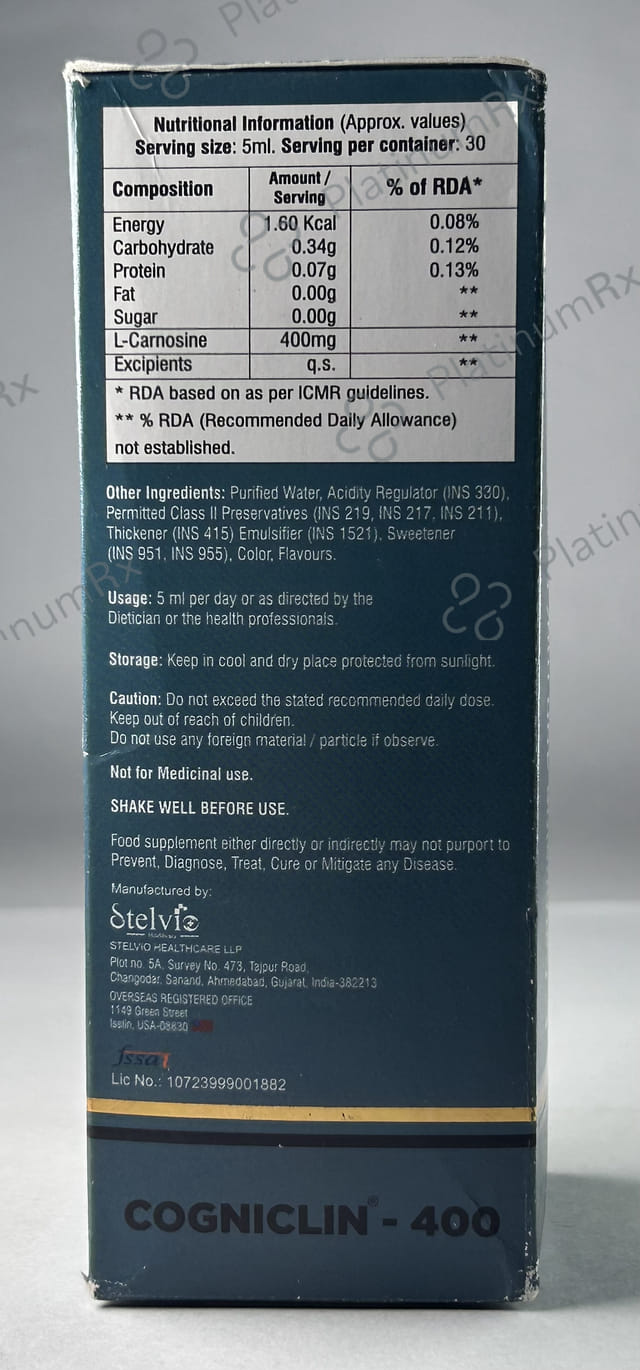 Nutritional Information (Approx. values)
Serving size: 5ml. Serving per container: 30
Composition Amount / Serving % of RDA*
Energy 1.60 Kcal 0.08%
Carbohydrate 0.34g 0.12%
Protein 0.07g 0.13%
Fat 0.00g **
Sugar 0.00g **
L-Carnosine 400mg **
Excipients q.s. **
* RDA based on as per ICMR guidelines.
** % RDA (Recommended Daily Allowance)
not established.
Other Ingredients: Purified Water, Acidity Regulator (INS 330),
Permitted Class II Preservatives (INS 219, INS 217, INS 211),
Thickener (INS 415) Emulsifier (INS 1521), Sweetener
(INS 951, INS 955), Color, Flavours.
Usage: 5 ml per day or as directed by the
Dietician or the health professionals.
Storage: Keep in cool and dry place protected from sunlight.
Caution: Do not exceed the stated recommended daily dose.
Keep out of reach of children.
Do not use any foreign material / particle if observe.
Not for Medicinal use.
SHAKE WELL BEFORE USE.
Food supplement either directly or indirectly may not purport to
Prevent, Diagnose, Treat, Cure or Mitigate any Disease.
Manufactured by:
Stelvio
STELVIO HEALTHCARE LLP
Plot no. 5A, Survey No. 473, Tajpur Road,
Changodar, Sanand, Ahmedabad, Gujarat, India-382213
OVERSEAS REGISTERED OFFICE
1149 Green Street
Isslin, USA-08830
fssai
Lic No.: 10723999001882
COGNICLIN® - 400
PlatinumRx